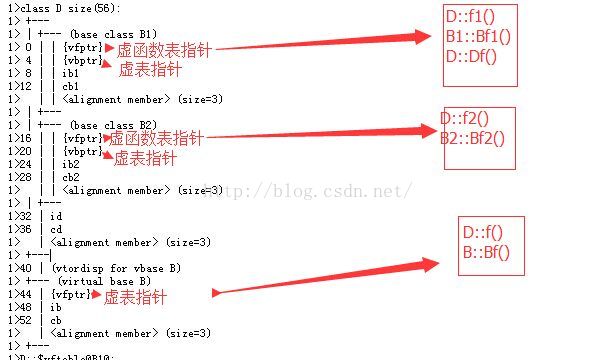 1>class D size(56):
1> +---
1> | +--- (base class B1)
1> 0 | | {vfptr} 虚函数表指针
1> 4 | | {vbptr} 虚表指针
1> 8 | | ib1
1>12 | | cb1
1> | | <alignment member> (size=3)
1> | +---
1> | +--- (base class B2)
1>16 | | {vfptr} 虚函数表指针
1>20 | | {vbptr} 虚表指针
1>24 | | ib2
1>28 | | cb2
1> | | <alignment member> (size=3)
1> | +---
1>32 | id
1>36 | cd
1> | <alignment member> (size=3)
1> +---
1>40 | (vtordisp for vbase B)
1> +--- (virtual base B)
1>44 | {vfptr} 虚表指针
1>48 | ib
1>52 | cb
1> | <alignment member> (size=3)
1> +---
1>D::$vftable@B1@:
D::f1()
B1::Bf1()
D::Df()
D::f2()
B2::Bf2()
D::f()
B::Bf()
http://blog.csdn.net/